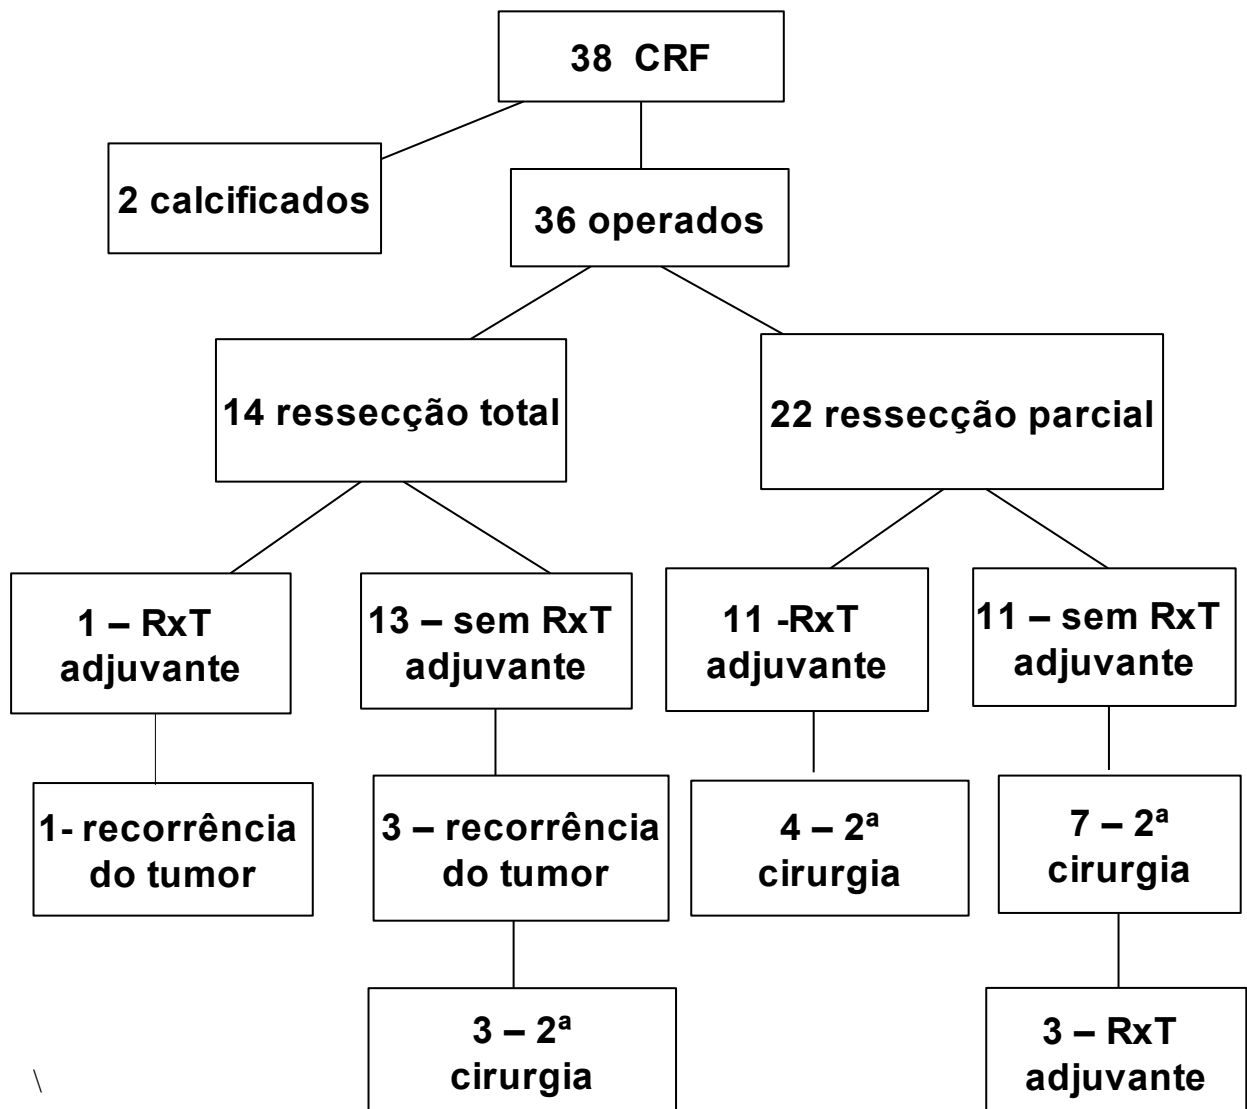 38  CRF
2 calcificados
36 operados
14 ressecção total
22 ressecção parcial
1 – RxT
adjuvante
13 – sem RxT
adjuvante
11 -RxT
adjuvante
11 – sem RxT
adjuvante
1- recorrência
do tumor
3 – recorrência
do tumor
4 – 2ª
cirurgia
7 – 2ª
cirurgia
3 – 2ª
cirurgia
3 – RxT
adjuvante
\